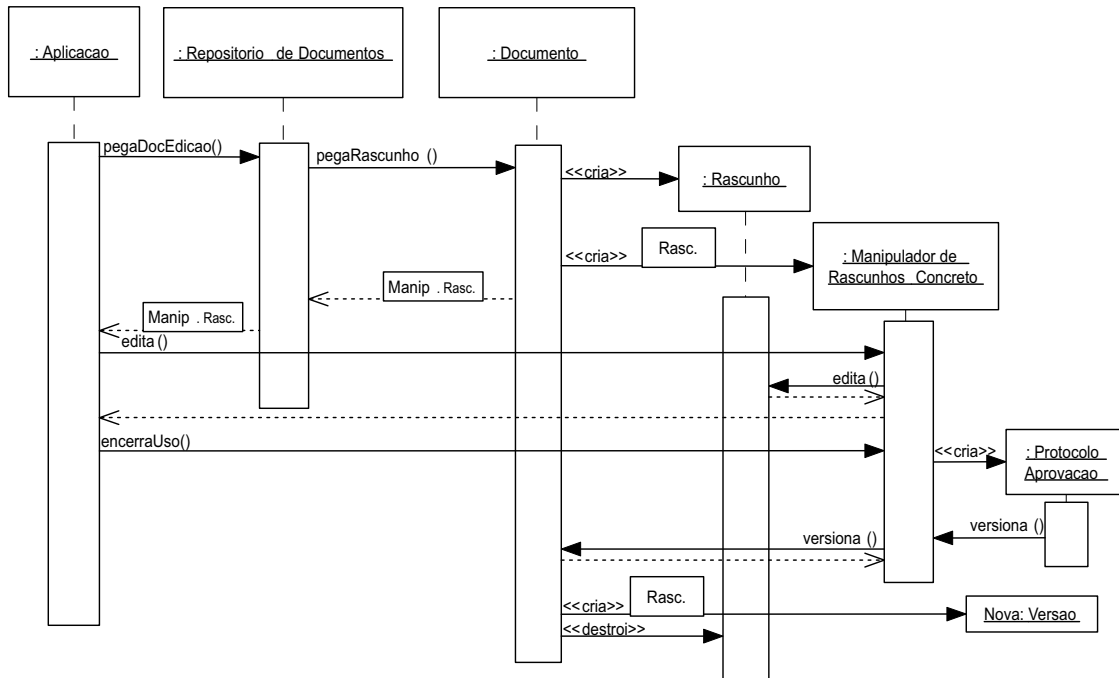 : Aplicacao
: Repositorio de Documentos
: Documento
pegaDocEdicao()
pegaRascunho ()
<<cria>>
: Rascunho
<<cria>>
Rasc.
: Manipulador de
Rascunhos Concreto
Manip . Rasc.
Manip . Rasc.
edita ()
edita ()
encerraUso()
<<cria>>
: Protocolo
Aprovacao
versiona ()
versiona ()
<<cria>>
Rasc.
Nova: Versao
<<destroi>>